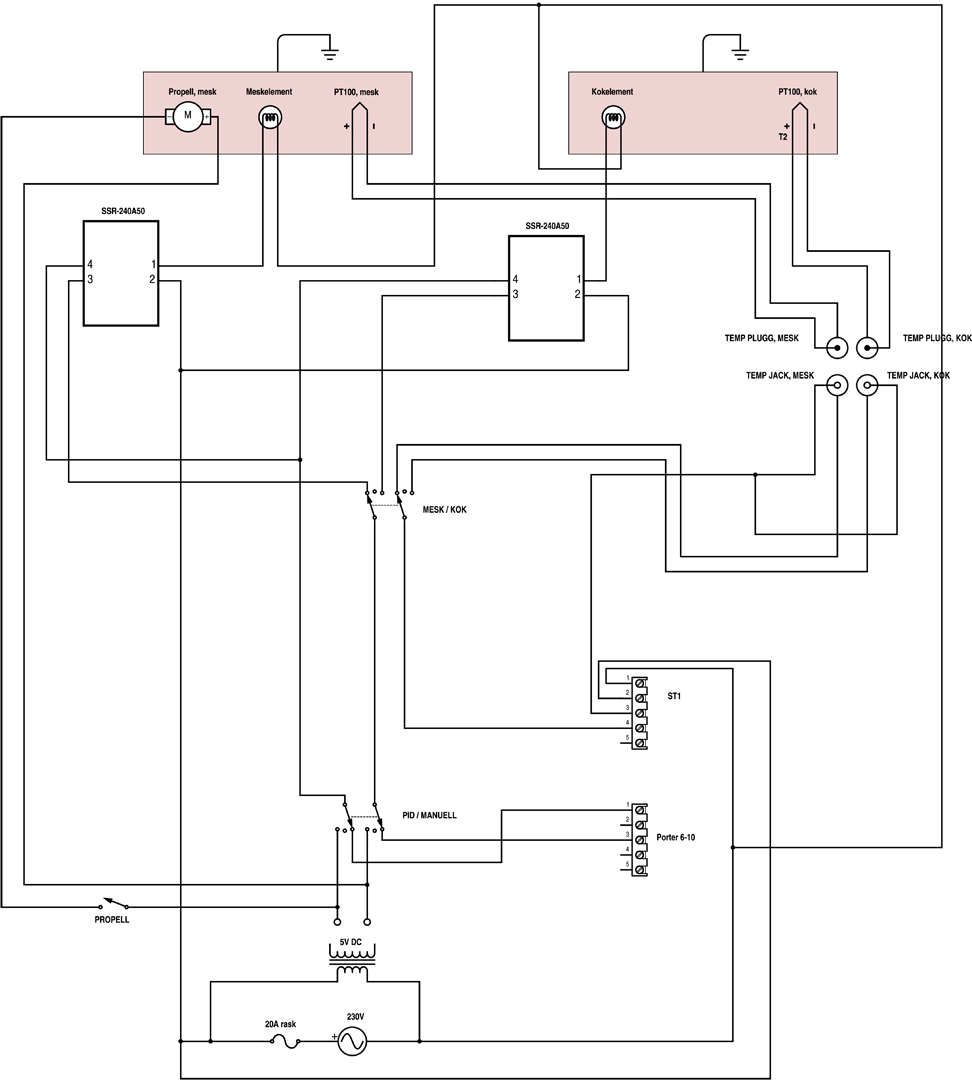 Propell, mesk
Meskelement
PT100, mesk
M
- +
+ -
Kokelement
PT100, kok
+ -
T2
SSR-240A50
4 1
3 2
SSR-240A50
4 1
3 2
TEMP PLUGG, MESK
TEMP PLUGG, KOK
TEMP JACK, MESK
TEMP JACK, KOK
MESK / KOK
1
2
3
4
5
ST1
PID / MANUELL
1
2
3
4
5
Porter 6-10
PROPELL
5V DC
20A rask
230V
+